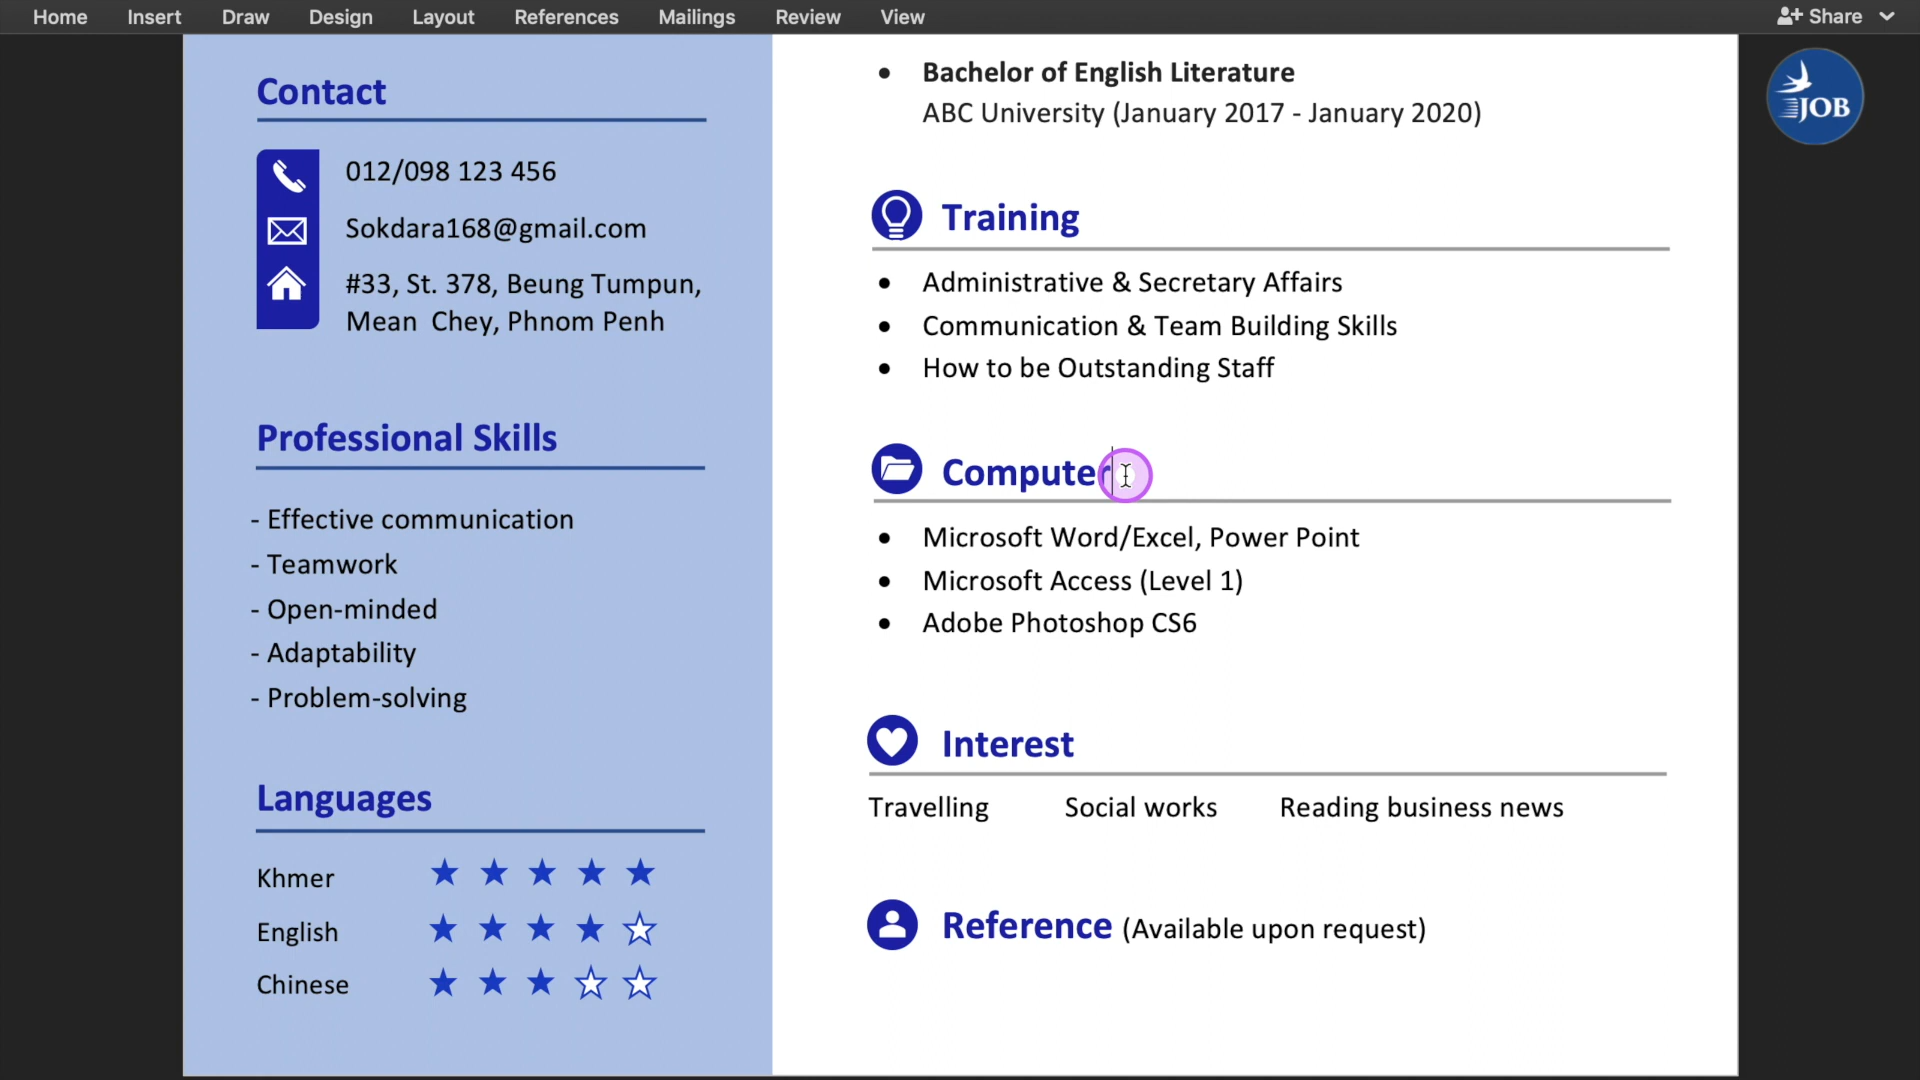 Home Insert Draw Design Layout References Mailings Review View Share
Contact
012/098 123 456
Sokdara168@gmail.com
#33, St. 378, Beung Tumpun,
Mean Chey, Phnom Penh
Professional Skills
- Effective communication
- Teamwork
- Open-minded
- Adaptability
- Problem-solving
Languages
Khmer
English
Chinese
• Bachelor of English Literature
ABC University (January 2017 - January 2020)
Training
• Administrative & Secretary Affairs
• Communication & Team Building Skills
• How to be Outstanding Staff
Computer
• Microsoft Word/Excel, Power Point
• Microsoft Access (Level 1)
• Adobe Photoshop CS6
Interest
Travelling Social works Reading business news
Reference (Available upon request)
JOB